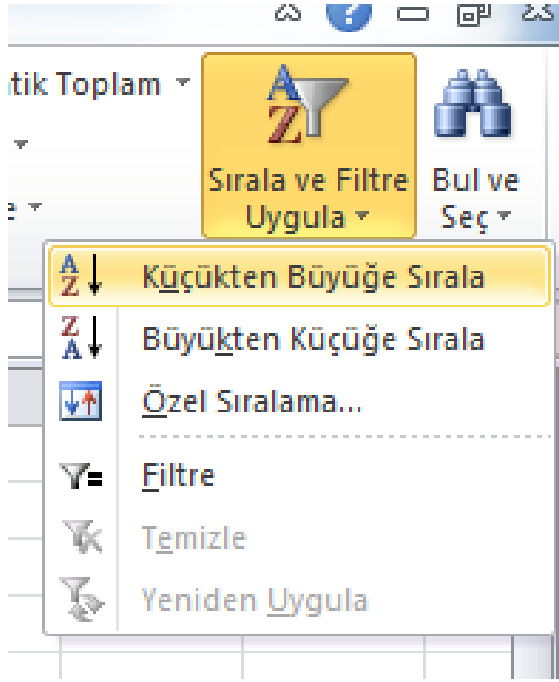 tik Toplam
Sırala ve Filtre
Uygula
Bul ve
Seç
Küçükten Büyüğe Sırala
Büyükten Küçüğe Sırala
Özel Sıralama...
Filtre
Temizle
Yeniden Uygula